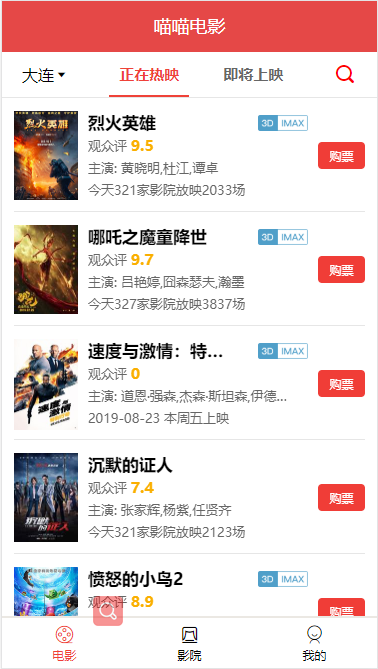 喵喵电影
大连 正在热映 即将上映
烈火英雄 3D IMAX
观众评 9.5
主演: 黄晓明,杜江,谭卓
今天321家影院放映2033场
购票
哪吒之魔童降世 3D IMAX
观众评 9.7
主演: 吕艳婷,囧森瑟夫,瀚墨
今天327家影院放映3837场
购票
速度与激情：特... 3D IMAX
观众评 0
主演: 道恩·强森,杰森·斯坦森,伊德...
2019-08-23 本周五上映
购票
沉默的证人
观众评 7.4
主演: 张家辉,杨紫,任贤齐
今天326家影院放映2123场
购票
愤怒的小鸟2 3D IMAX
观众评 8.9
购票
电影 影院 我的